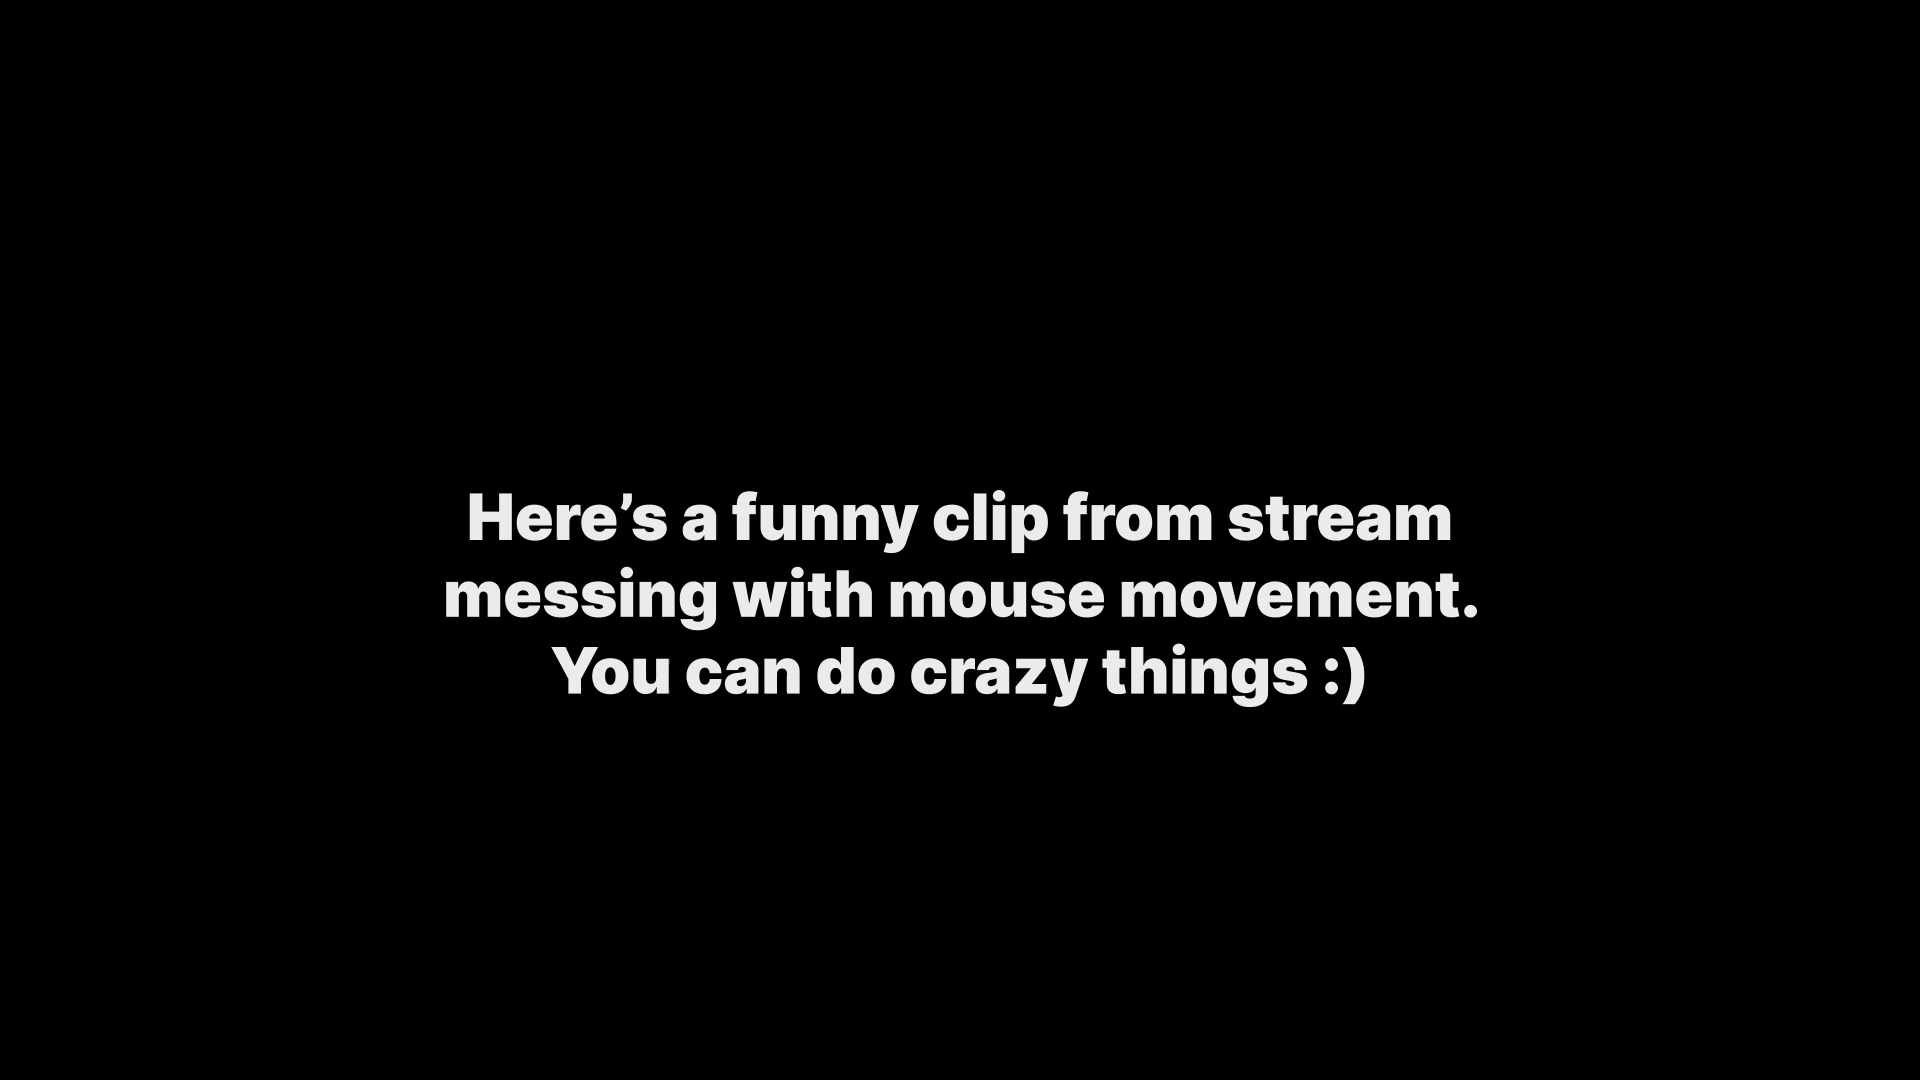 Here’s a funny clip from stream
messing with mouse movement.
You can do crazy things :)